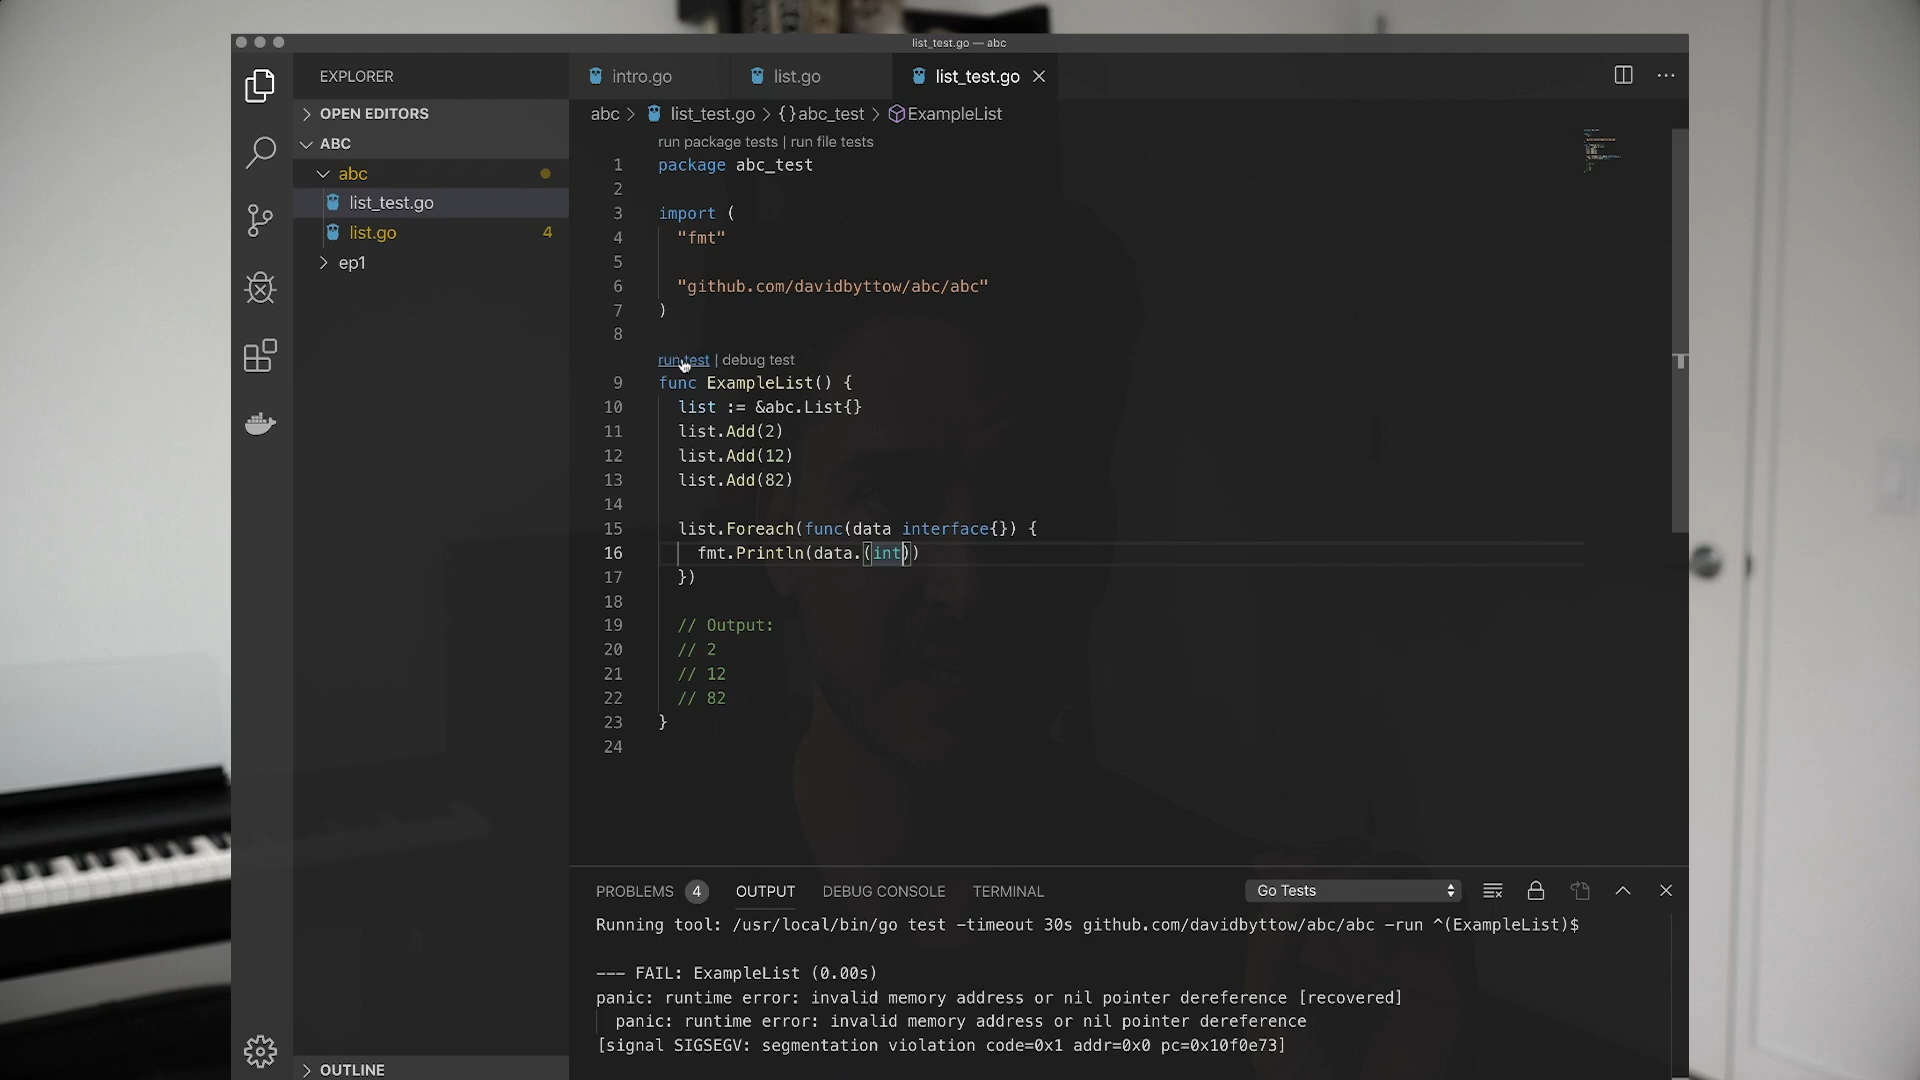 list_test.go — abc
EXPLORER
OPEN EDITORS
ABC
abc
list_test.go
list.go 4
ep1
OUTLINE
intro.go list.go list_test.go
abc > list_test.go > {} abc_test > ExampleList
run package tests | run file tests
1 package abc_test
2
3 import (
4 "fmt"
5
6 "github.com/davidbyttow/abc/abc"
7 )
8
run test | debug test
9 func ExampleList() {
10 list := &abc.List{}
11 list.Add(2)
12 list.Add(12)
13 list.Add(82)
14
15 list.Foreach(func(data interface{}) {
16 fmt.Println(data.(int))
17 })
18
19 // Output:
20 // 2
21 // 12
22 // 82
23 }
24
PROBLEMS 4 OUTPUT DEBUG CONSOLE TERMINAL Go Tests
Running tool: /usr/local/bin/go test -timeout 30s github.com/davidbyttow/abc/abc -run ^(ExampleList)$
--- FAIL: ExampleList (0.00s)
panic: runtime error: invalid memory address or nil pointer dereference [recovered]
panic: runtime error: invalid memory address or nil pointer dereference
[signal SIGSEGV: segmentation violation code=0x1 addr=0x0 pc=0x10f0e73]